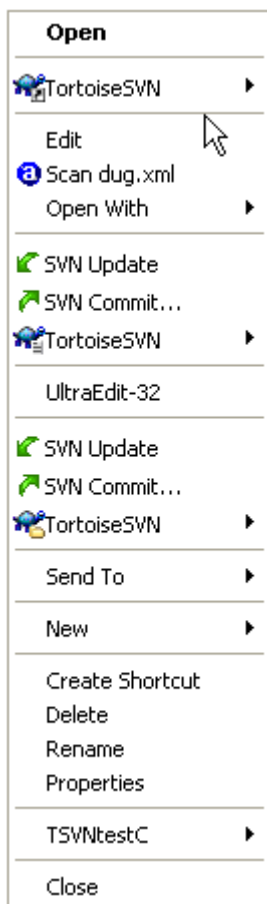 Open
TortoiseSVN
Edit
Scan dug.xml
Open With
SVN Update
SVN Commit...
TortoiseSVN
UltraEdit-32
SVN Update
SVN Commit...
TortoiseSVN
Send To
New
Create Shortcut
Delete
Rename
Properties
TSVNtestC
Close